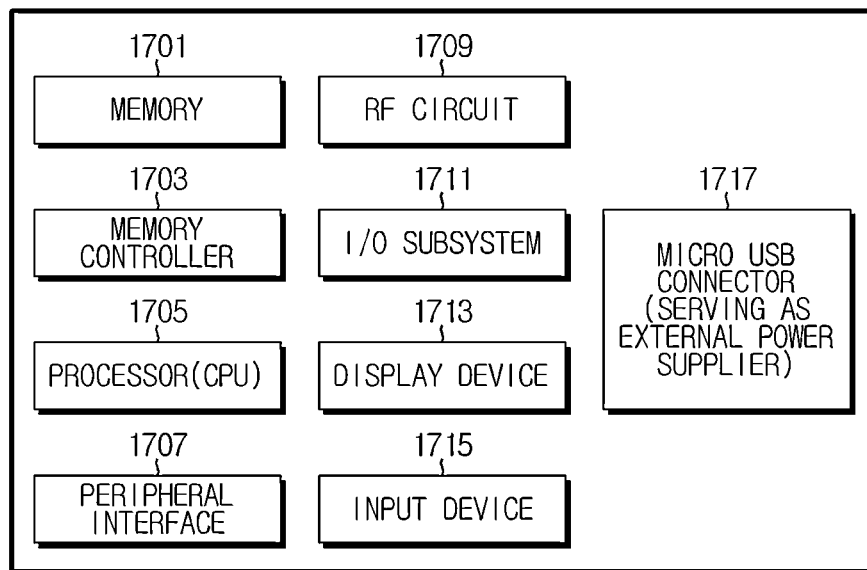 1701
MEMORY
1709
RF CIRCUIT
1703
MEMORY
CONTROLLER
1711
I/O SUBSYSTEM
1717
MICRO USB
CONNECTOR
(SERVING AS
EXTERNAL POWER
SUPPLIER)
1705
PROCESSOR(CPU)
1713
DISPLAY DEVICE
1707
PERIPHERAL
INTERFACE
1715
INPUT DEVICE